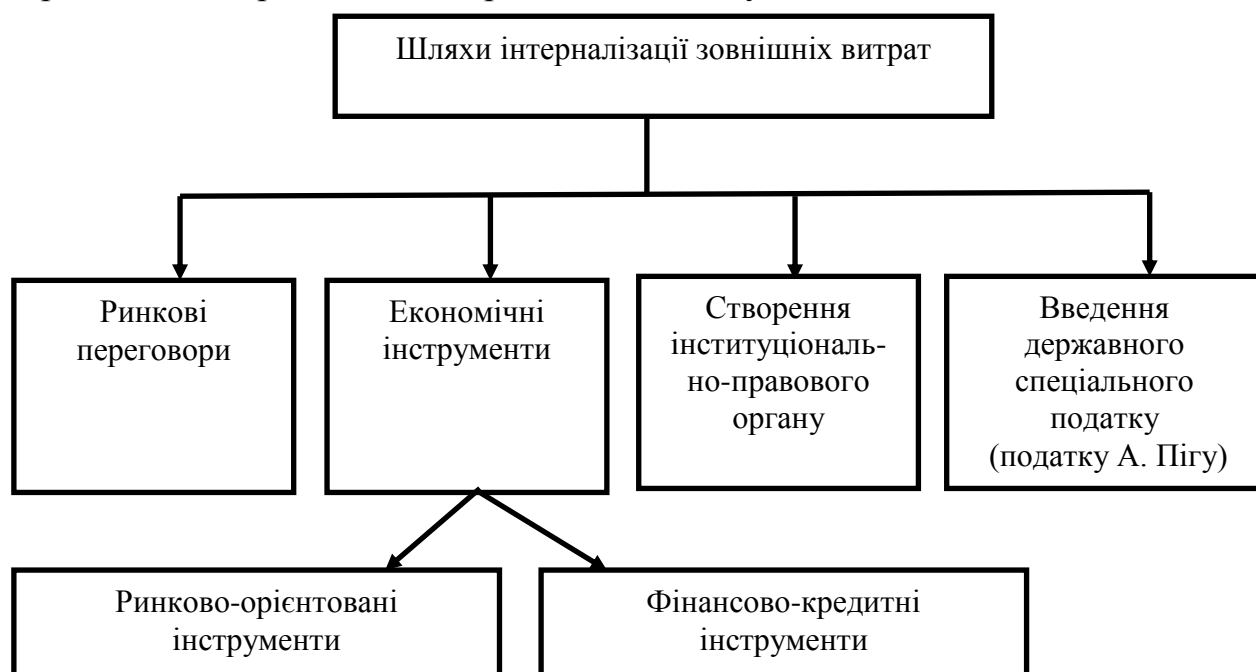 Шляхи інтерналізації зовнішніх витрат
Ринкові
переговори
Економічні
інструменти
Створення
інституціональ-
но-правового
органу
Введення
державного
спеціального
податку
(податку А. Пігу)
Ринково-орієнтовані
інструменти
Фінансово-кредитні
інструменти